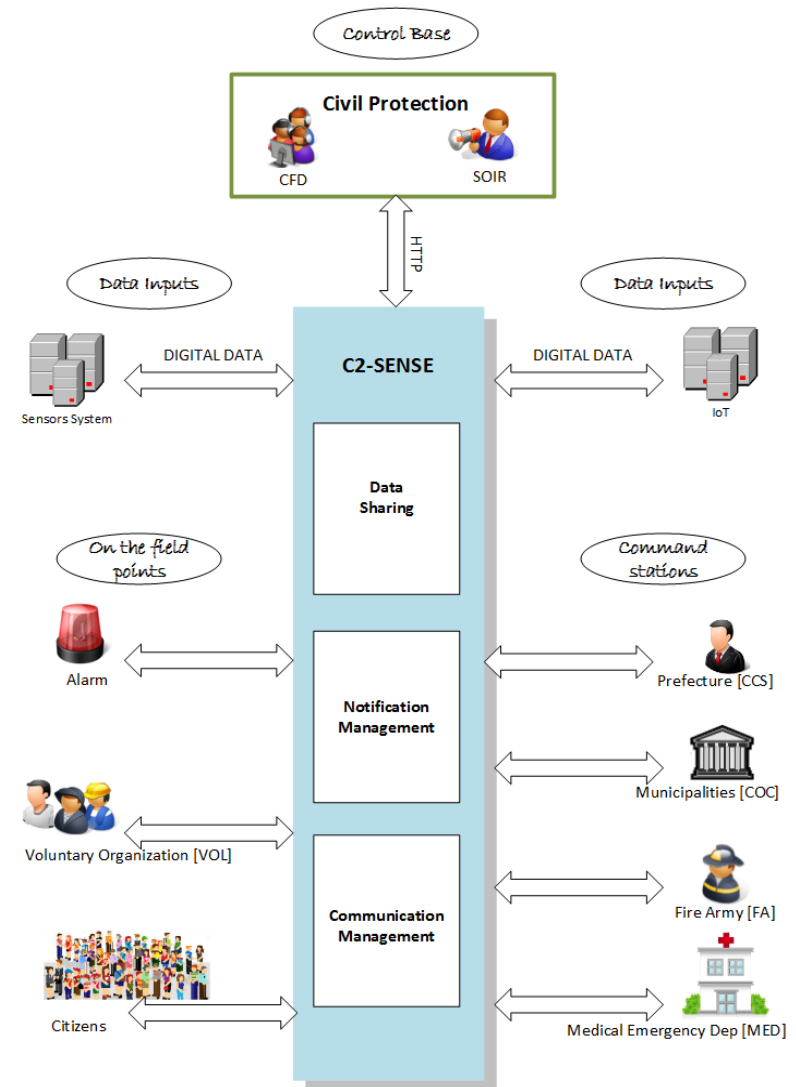 Control Base
Civil Protection
CFD
SOIR
HTTP
Data Inputs
Data Inputs
DIGITAL DATA
DIGITAL DATA
C2-SENSE
Sensors System
IoT
Data
Sharing
On the field
points
Command
stations
Alarm
Prefecture [CCS]
Notification
Management
Municipalities [COC]
Voluntary Organization [VOL]
Communication
Management
Fire Army [FA]
Citizens
Medical Emergency Dep [MED]